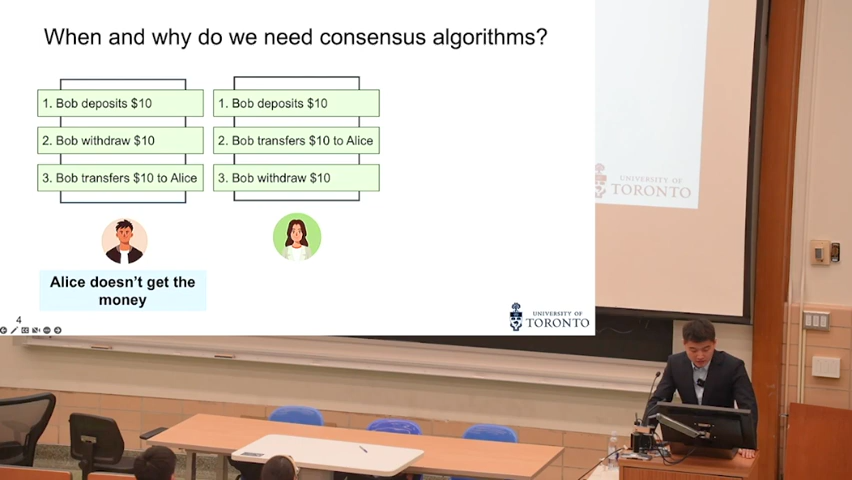 When and why do we need consensus algorithms?
1. Bob deposits $10
2. Bob withdraw $10
3. Bob transfers $10 to Alice
1. Bob deposits $10
2. Bob transfers $10 to Alice
3. Bob withdraw $10
Alice doesn't get the
money
4
UNIVERSITY OF
TORONTO
UNIVERSITY OF
TORONTO